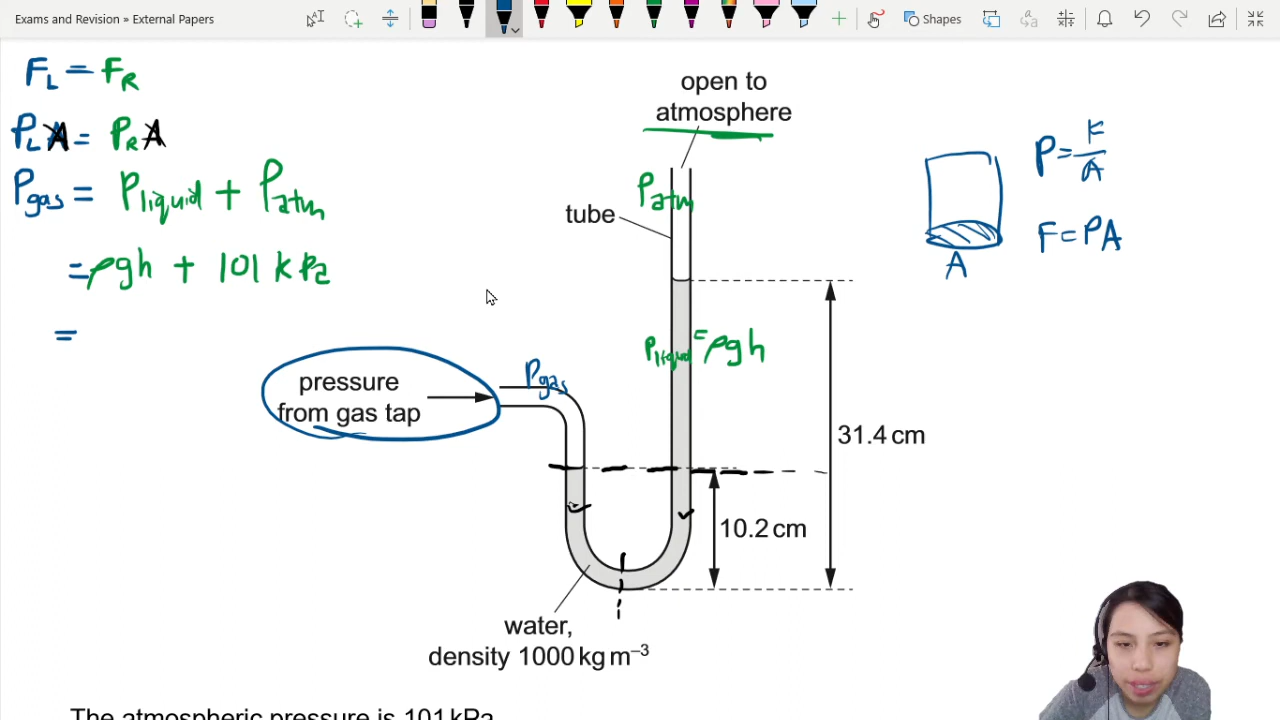 Exams and Revision » External Papers
Shapes
F_L = F_R
P_L A = P_R A
P_gas = P_liquid + P_atm
= ρgh + 101 kPa
=
open to
atmosphere
P_atm
tube
P_liquid = ρgh
pressure
from gas tap
P_gas
31.4 cm
10.2 cm
water,
density 1000 kg m⁻³
P = F/A
F = PA
A
The atmospheric pressure is 101 kPa.